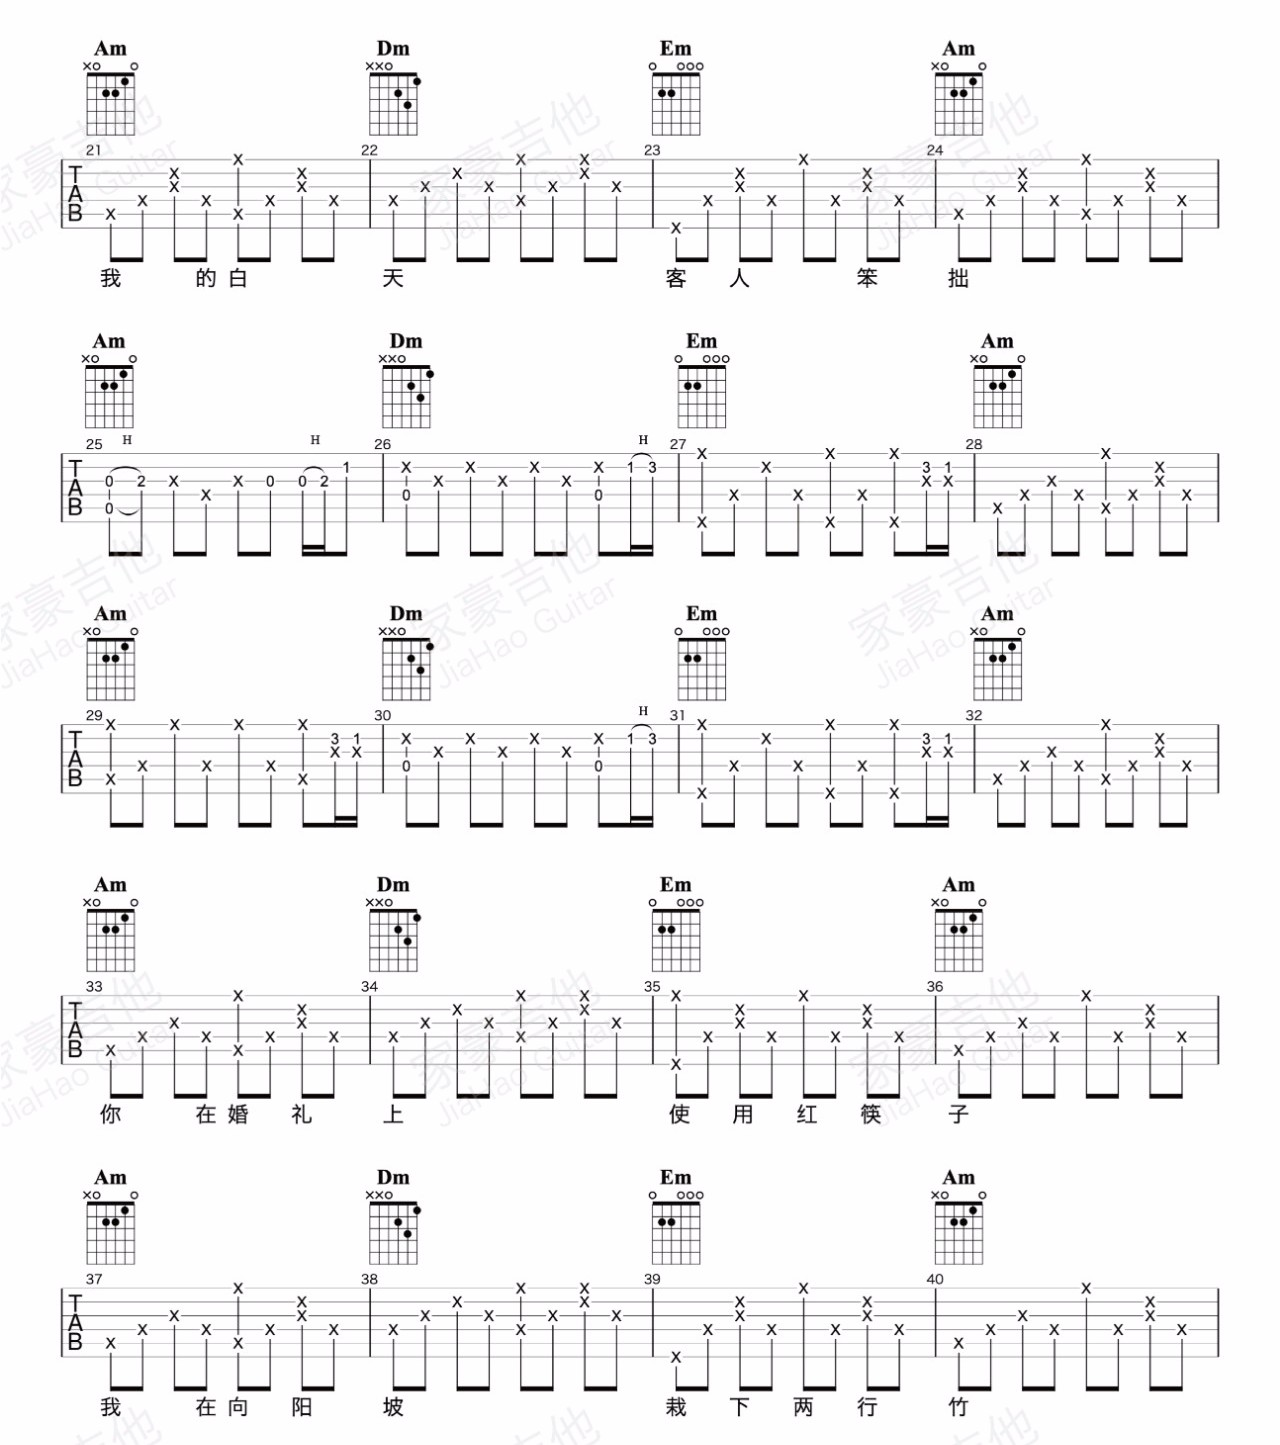 Am Dm Em Am
21 22 23 24
我 的 白 天 客 人 笨 拙
Am Dm Em Am
25 H H 26 H 27 28
1 3 1
0 2 0 0 2 1 3
0 0
0
Am Dm Em Am
29 30 H 31 32
3 1 1 3 3 1
0 0
Am Dm Em Am
33 34 35 36
你 在 婚 礼 上 使 用 红 筷 子
Am Dm Em Am
37 38 39 40
我 在 向 阳 坡 栽 下 两 行 竹
TAB
家豪吉他
JiaHao Guitar